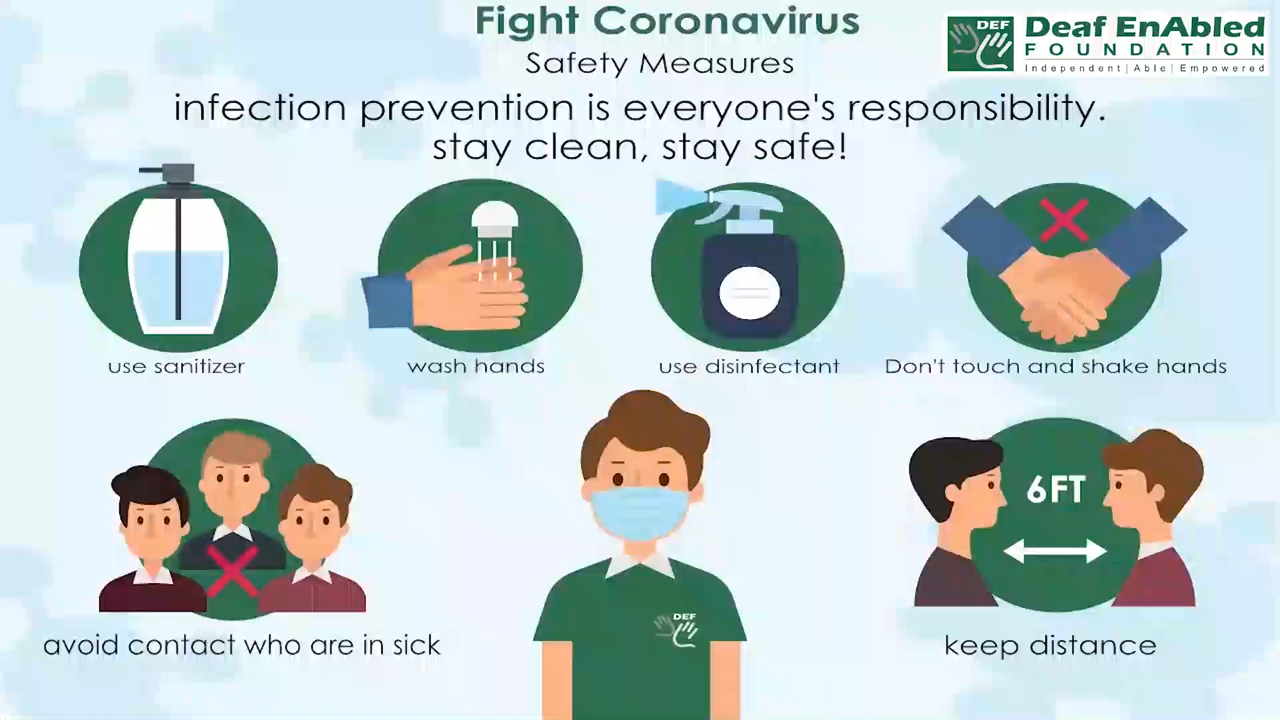 Fight Coronavirus
Safety Measures
DEF
Deaf EnAbled
FOUNDATION
Independent | Able | Empowered
infection prevention is everyone's responsibility.
stay clean, stay safe!
use sanitizer
wash hands
use disinfectant
Don't touch and shake hands
6FT
DEF
avoid contact who are in sick
keep distance